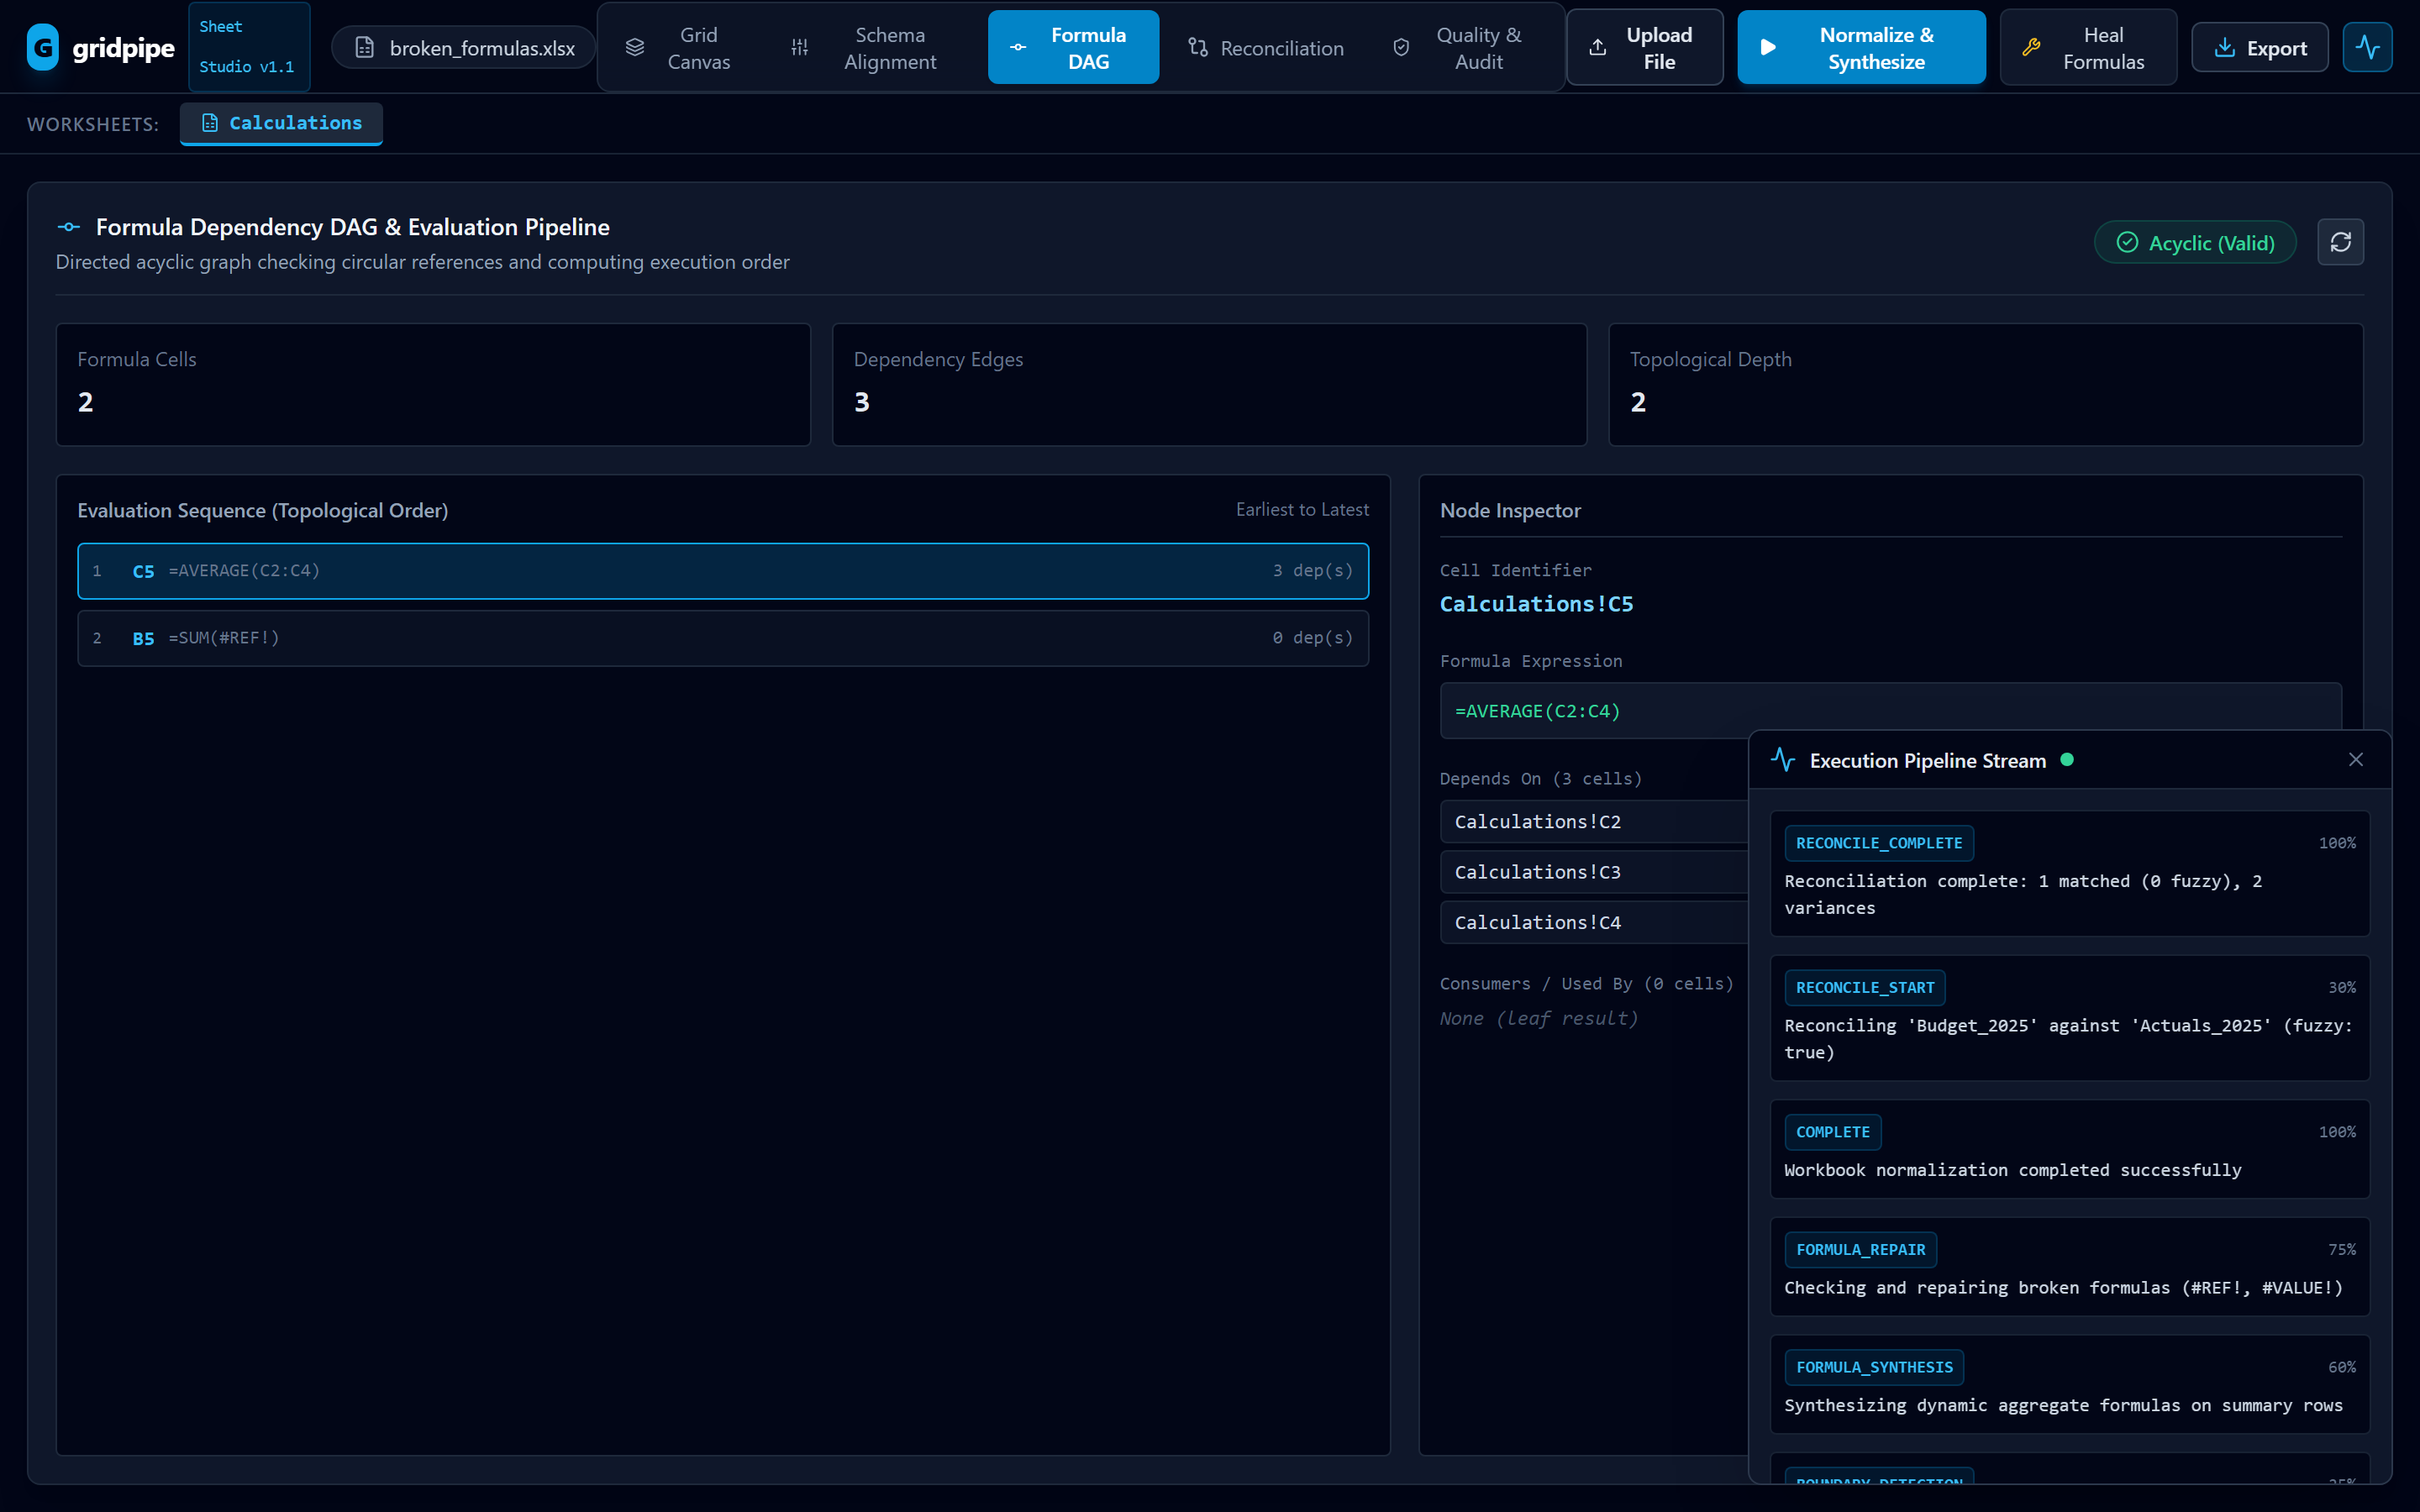 G gridpipe
Sheet
Studio v1.1
broken_formulas.xlsx
Grid
Canvas
Schema
Alignment
Formula
DAG
Reconciliation
Quality &
Audit
Upload
File
Normalize &
Synthesize
Heal
Formulas
Export
WORKSHEETS:
Calculations
Formula Dependency DAG & Evaluation Pipeline
Directed acyclic graph checking circular references and computing execution order
Acyclic (Valid)
Formula Cells
2
Dependency Edges
3
Topological Depth
2
Evaluation Sequence (Topological Order)
Earliest to Latest
1 C5 =AVERAGE(C2:C4) 3 dep(s)
2 B5 =SUM(#REF!) 0 dep(s)
Node Inspector
Cell Identifier
Calculations!C5
Formula Expression
=AVERAGE(C2:C4)
Depends On (3 cells)
Calculations!C2
Calculations!C3
Calculations!C4
Consumers / Used By (0 cells)
None (leaf result)
Execution Pipeline Stream
RECONCILE_COMPLETE 100%
Reconciliation complete: 1 matched (0 fuzzy), 2
variances
RECONCILE_START 30%
Reconciling 'Budget_2025' against 'Actuals_2025' (fuzzy:
true)
COMPLETE 100%
Workbook normalization completed successfully
FORMULA_REPAIR 75%
Checking and repairing broken formulas (#REF!, #VALUE!)
FORMULA_SYNTHESIS 60%
Synthesizing dynamic aggregate formulas on summary rows
BOUNDARY_DETECTION